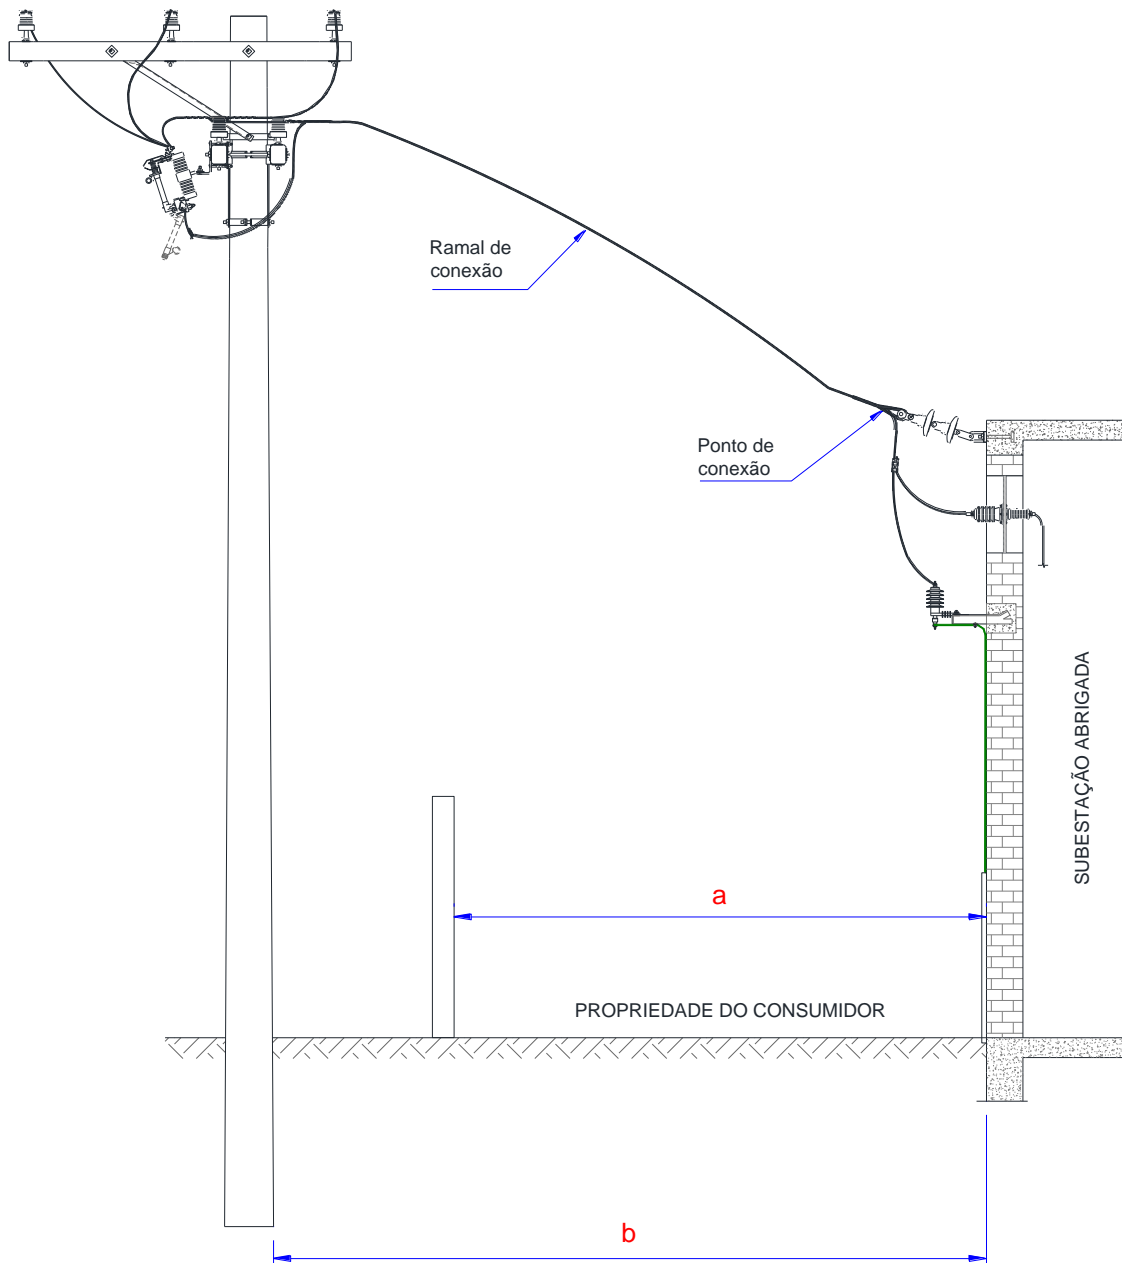 Ramal de
conexão
Ponto de
conexão
SUBESTAÇÃO ABRIGADA
a
PROPRIEDADE DO CONSUMIDOR
b